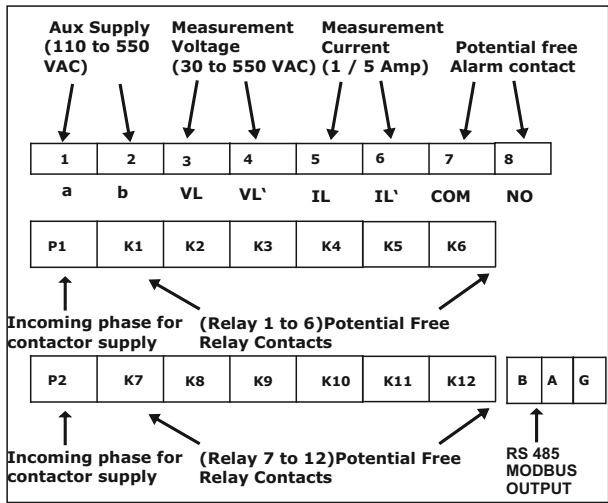 Aux Supply Measurement Measurement
(110 to 550 Voltage Current Potential free
VAC) (30 to 550 VAC) (1 / 5 Amp) Alarm contact
1 2 3 4 5 6 7 8
a b VL VL' IL IL' COM NO
P1 K1 K2 K3 K4 K5 K6
Incoming phase for (Relay 1 to 6)Potential Free
contactor supply Relay Contacts
P2 K7 K8 K9 K10 K11 K12 B A G
Incoming phase for (Relay 7 to 12)Potential Free RS 485
contactor supply Relay Contacts MODBUS
OUTPUT